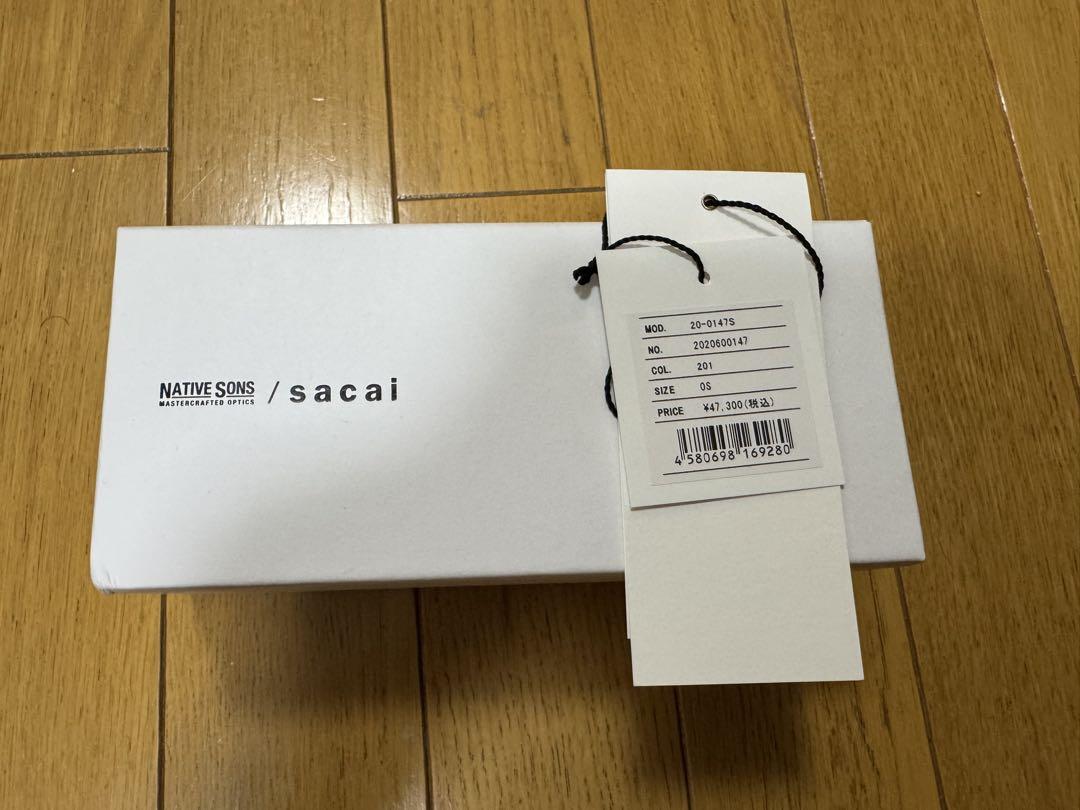 NATIVE SONS / sacai
MASTERCRAFTED OPTICS
MOD. 20-0147S
NO. 2020600147
COL. 201
SIZE OS
PRICE ¥47,300(税込)
4 580698 169280